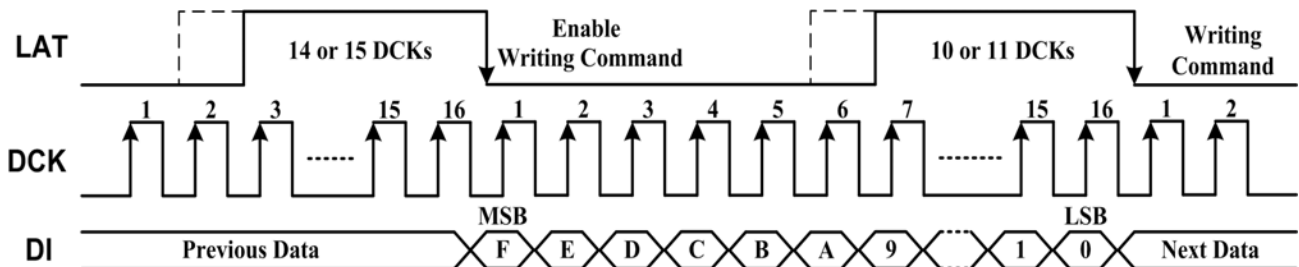 LAT
14 or 15 DCKs
Enable
Writing Command
10 or 11 DCKs
Writing
Command
DCK
1 2 3 15 16 1 2 3 4 5 6 7 15 16 1 2
MSB LSB
DI
Previous Data F E D C B A 9 1 0 Next Data